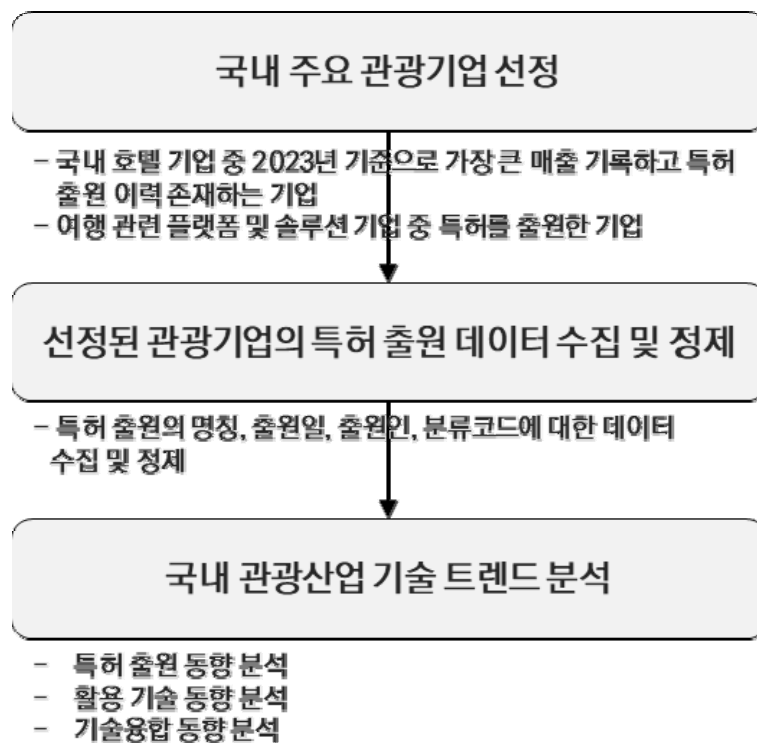 국내 주요 관광기업 선정
- 국내 호텔 기업 중 2023년 기준으로 가장 큰 매출 기록하고 특허
출원 이력 존재하는 기업
- 여행 관련 플랫폼 및 솔루션 기업 중 특허를 출원한 기업
선정된 관광기업의 특허 출원 데이터 수집 및 정제
- 특허 출원의 명칭, 출원일, 출원인, 분류코드에 대한 데이터
수집 및 정제
국내 관광산업 기술 트렌드 분석
- 특허 출원 동향 분석
- 활용 기술 동향 분석
- 기술융합 동향 분석